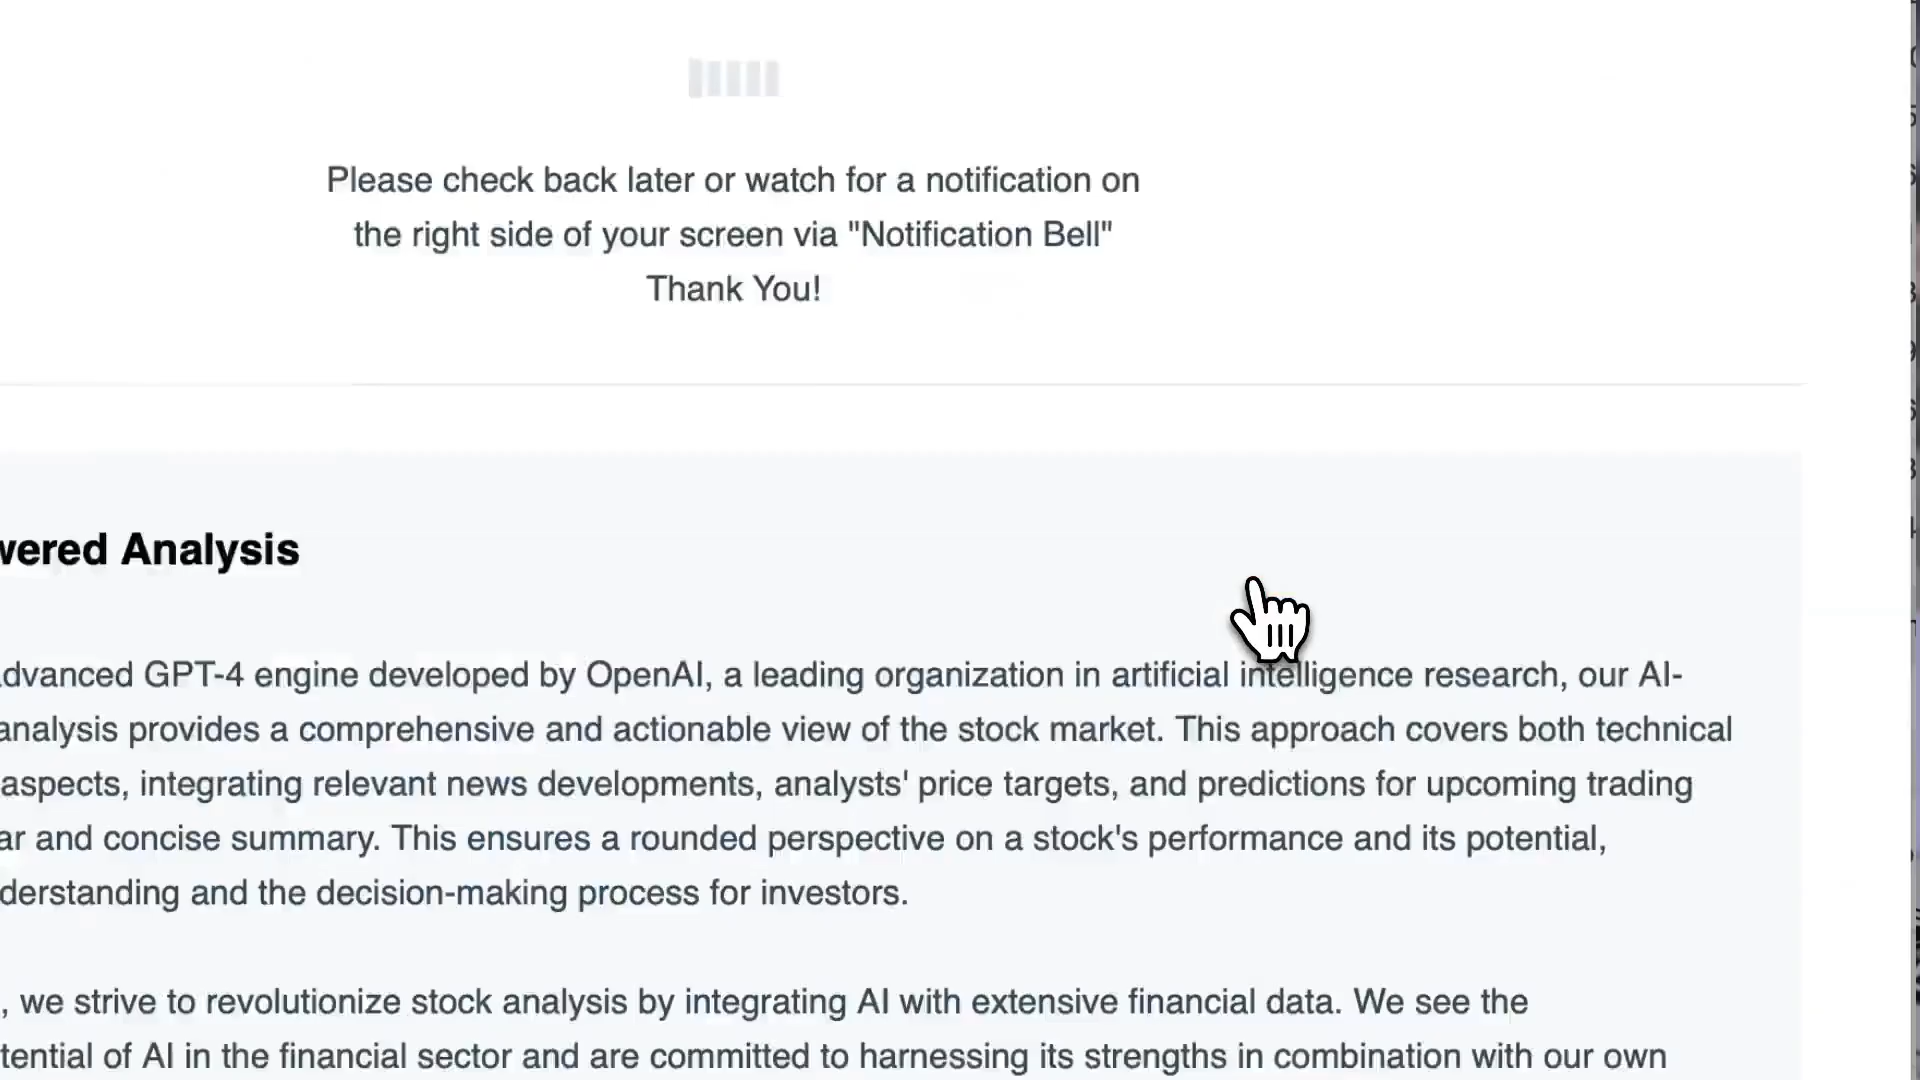 Please check back later or watch for a notification on
the right side of your screen via "Notification Bell"
Thank You!
wered Analysis
dvanced GPT-4 engine developed by OpenAI, a leading organization in artificial intelligence research, our AI-
analysis provides a comprehensive and actionable view of the stock market. This approach covers both technical
aspects, integrating relevant news developments, analysts' price targets, and predictions for upcoming trading
ar and concise summary. This ensures a rounded perspective on a stock's performance and its potential,
derstanding and the decision-making process for investors.
, we strive to revolutionize stock analysis by integrating AI with extensive financial data. We see the
tential of AI in the financial sector and are committed to harnessing its strengths in combination with our own